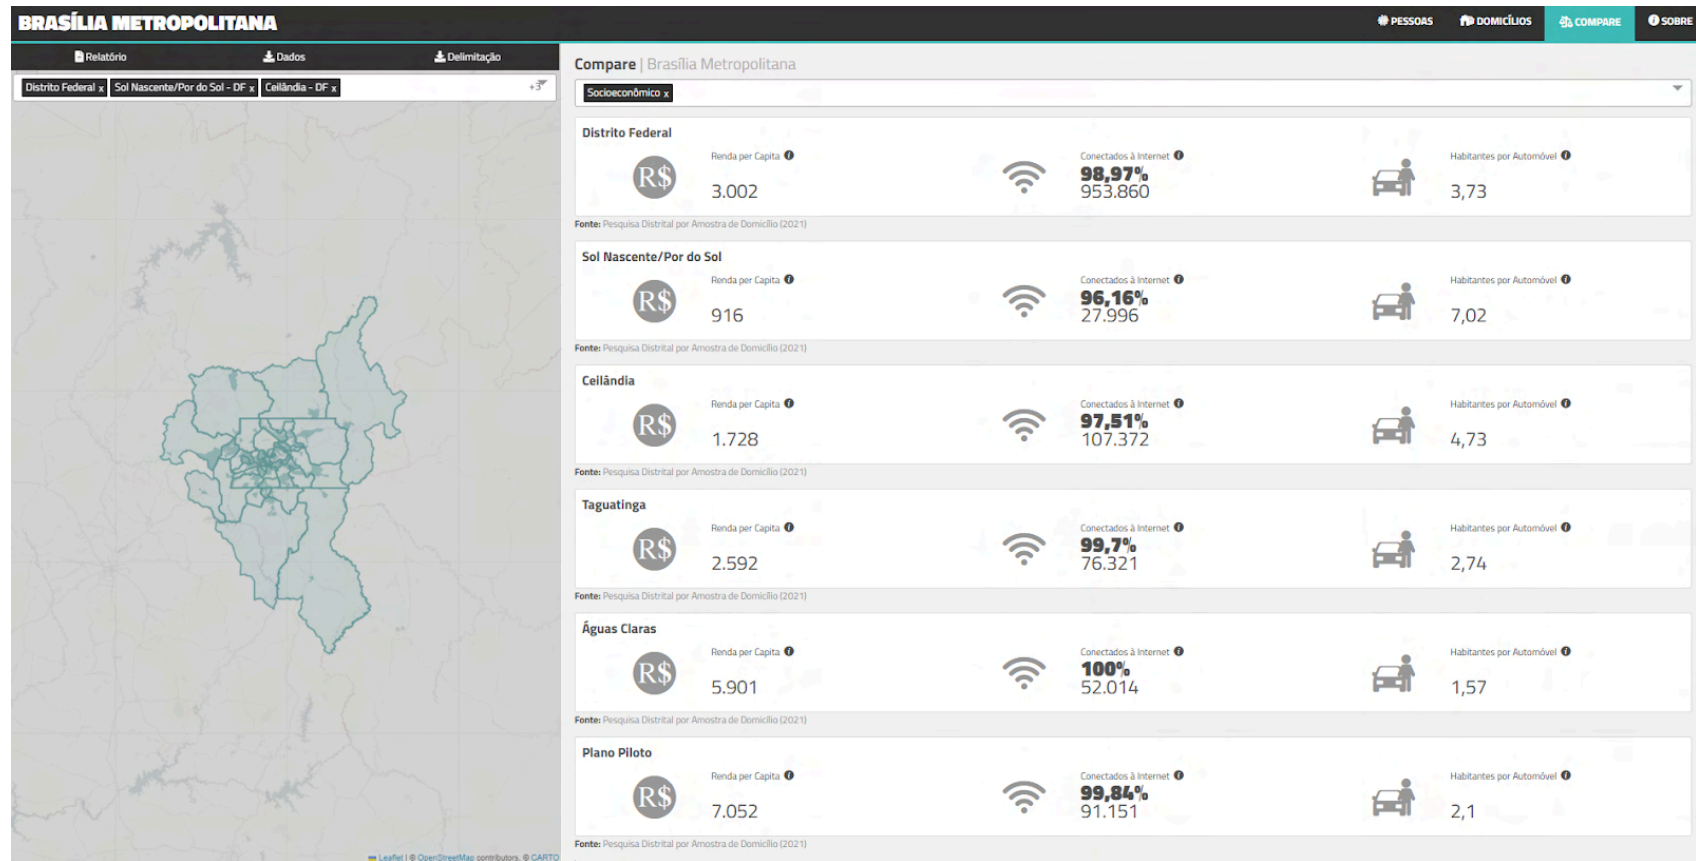 BRASÍLIA METROPOLITANA
PESSOAS DOMICÍLIOS COMPARE SOBRE
Relatório Dados Delimitação
Distrito Federal x Sol Nascente/Por do Sol - DF x Ceilândia - DF x +3
Compare | Brasília Metropolitana
Socioeconômico x
Distrito Federal
Renda per Capita Conectados à Internet Habitantes por Automóvel
R$ 3.002 98,97% 953.860 3,73
Fonte: Pesquisa Distrital por Amostra de Domicílio (2021)
Sol Nascente/Por do Sol
Renda per Capita Conectados à Internet Habitantes por Automóvel
R$ 916 96,16% 27.996 7,02
Fonte: Pesquisa Distrital por Amostra de Domicílio (2021)
Ceilândia
Renda per Capita Conectados à Internet Habitantes por Automóvel
R$ 1.728 97,51% 107.372 4,73
Fonte: Pesquisa Distrital por Amostra de Domicílio (2021)
Taguatinga
Renda per Capita Conectados à Internet Habitantes por Automóvel
R$ 2.592 99,7% 76.321 2,74
Fonte: Pesquisa Distrital por Amostra de Domicílio (2021)
Águas Claras
Renda per Capita Conectados à Internet Habitantes por Automóvel
R$ 5.901 100% 52.014 1,57
Fonte: Pesquisa Distrital por Amostra de Domicílio (2021)
Plano Piloto
Renda per Capita Conectados à Internet Habitantes por Automóvel
R$ 7.052 99,84% 91.151 2,1
Fonte: Pesquisa Distrital por Amostra de Domicílio (2021)
Leaflet | © OpenStreetMap contributors, © CARTO